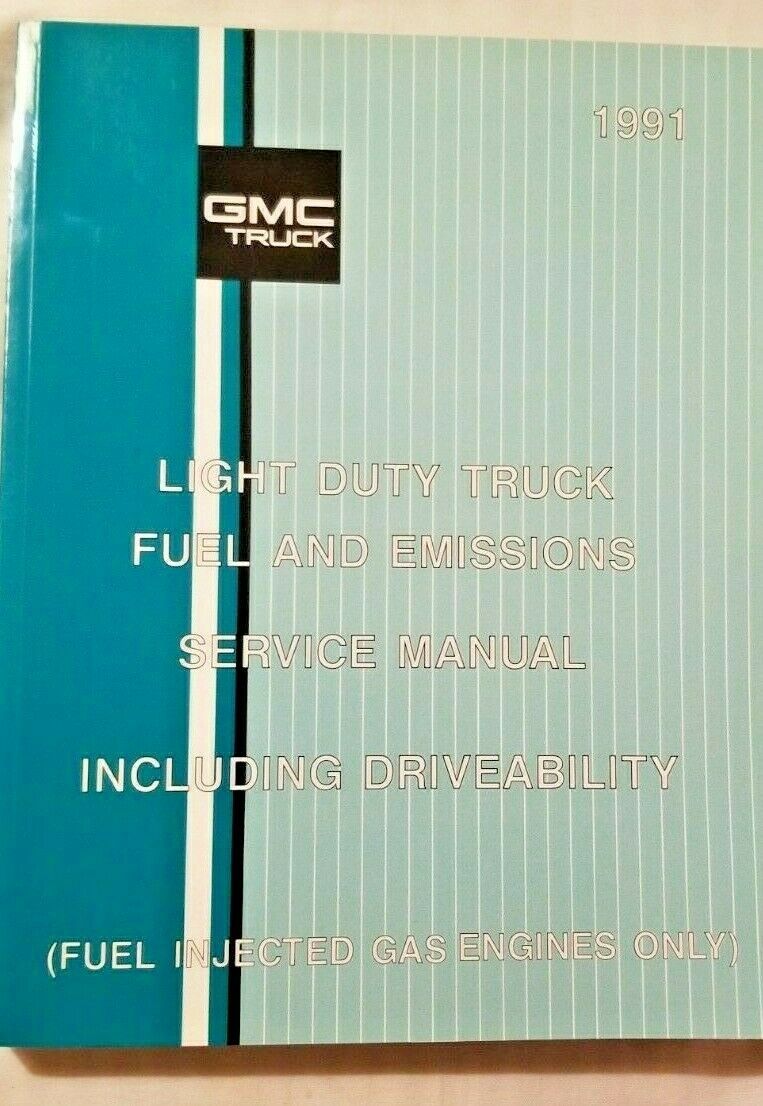 1991
GMC
TRUCK
LIGHT DUTY TRUCK
FUEL AND EMISSIONS
SERVICE MANUAL
INCLUDING DRIVEABILITY
(FUEL INJECTED GAS ENGINES ONLY)